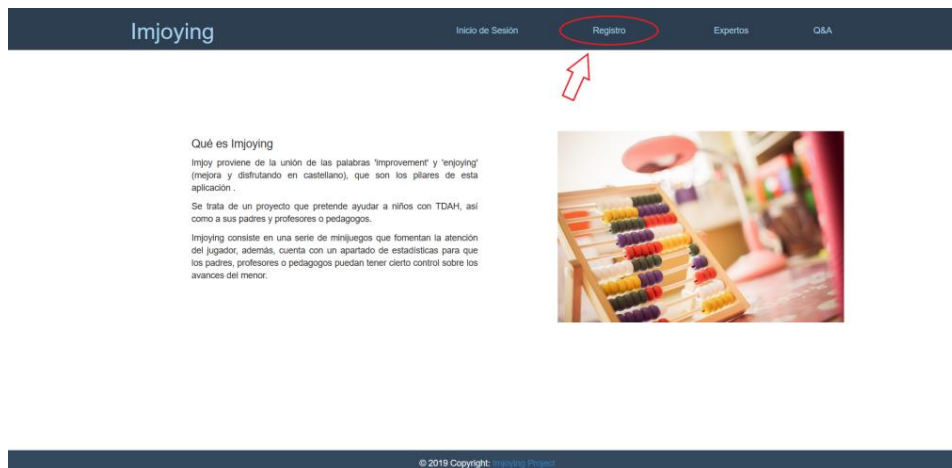 Imjoying
Inicio de Sesión
Registro
Expertos
Q&A
Qué es Imjoying
Imjoy proviene de la unión de las palabras 'improvement' y 'enjoying'
(mejora y disfrutando en castellano), que son los pilares de esta
aplicación .
Se trata de un proyecto que pretende ayudar a niños con TDAH, así
como a sus padres y profesores o pedagogos.
Imjoying consiste en una serie de minijuegos que fomentan la atención
del jugador, además, cuenta con un apartado de estadísticas para que
los padres, profesores o pedagogos puedan tener cierto control sobre los
avances del menor.
© 2019 Copyright: Imjoying Project